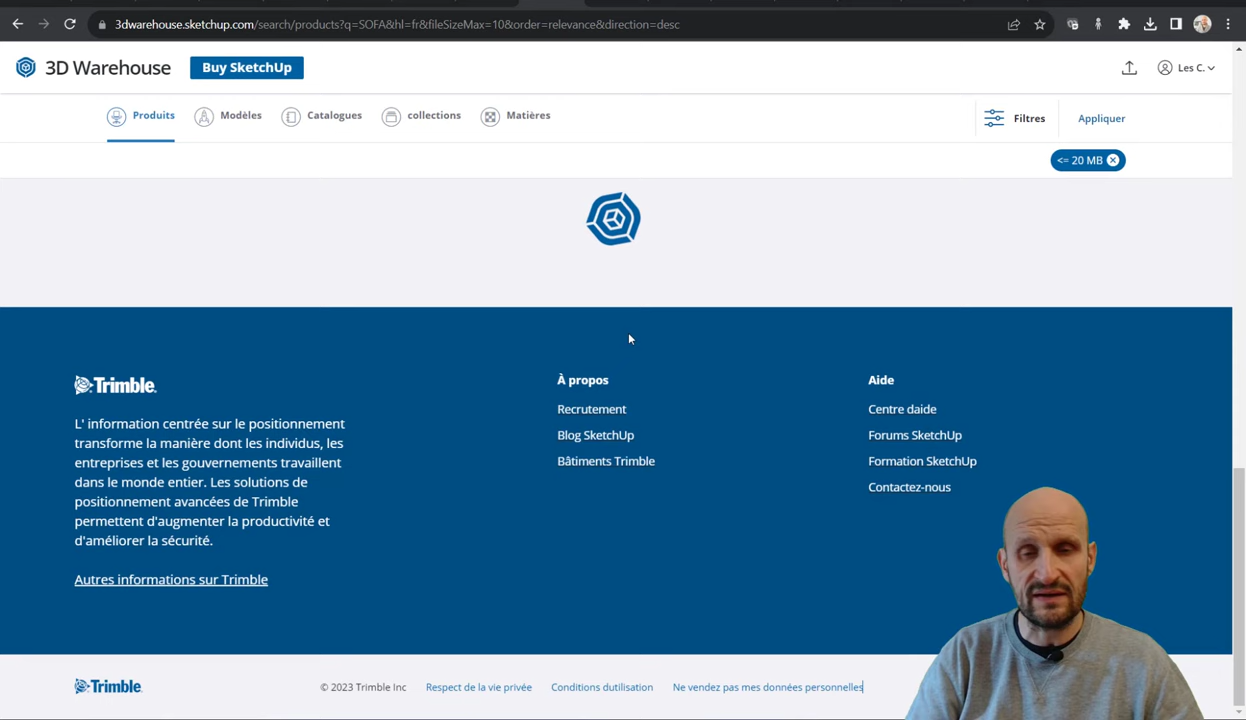 3dwarehouse.sketchup.com/search/products?q=SOFA&hl=fr&fileSizeMax=10&order=relevance&direction=desc
3D Warehouse
Buy SketchUp
Les C.
Produits
Modèles
Catalogues
collections
Matières
Filtres
Appliquer
<= 20 MB
Trimble.
L' information centrée sur le positionnement
transforme la manière dont les individus, les
entreprises et les gouvernements travaillent
dans le monde entier. Les solutions de
positionnement avancées de Trimble
permettent d'augmenter la productivité et
d'améliorer la sécurité.
Autres informations sur Trimble
À propos
Recrutement
Blog SketchUp
Bâtiments Trimble
Aide
Centre daide
Forums SketchUp
Formation SketchUp
Contactez-nous
Trimble.
© 2023 Trimble Inc
Respect de la vie privée
Conditions dutilisation
Ne vendez pas mes données personnelles